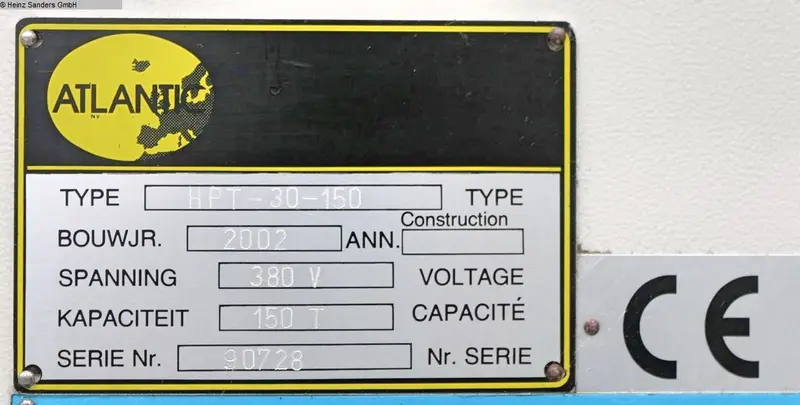 © Heinz Sanders GmbH
ATLANTIC
NV
TYPE HPT-30-150 TYPE
BOUWJR. 2002 ANN. Construction
SPANNING 380 V VOLTAGE
KAPACITEIT 150 T CAPACITÉ
SERIE Nr. 90728 Nr. SERIE
CE